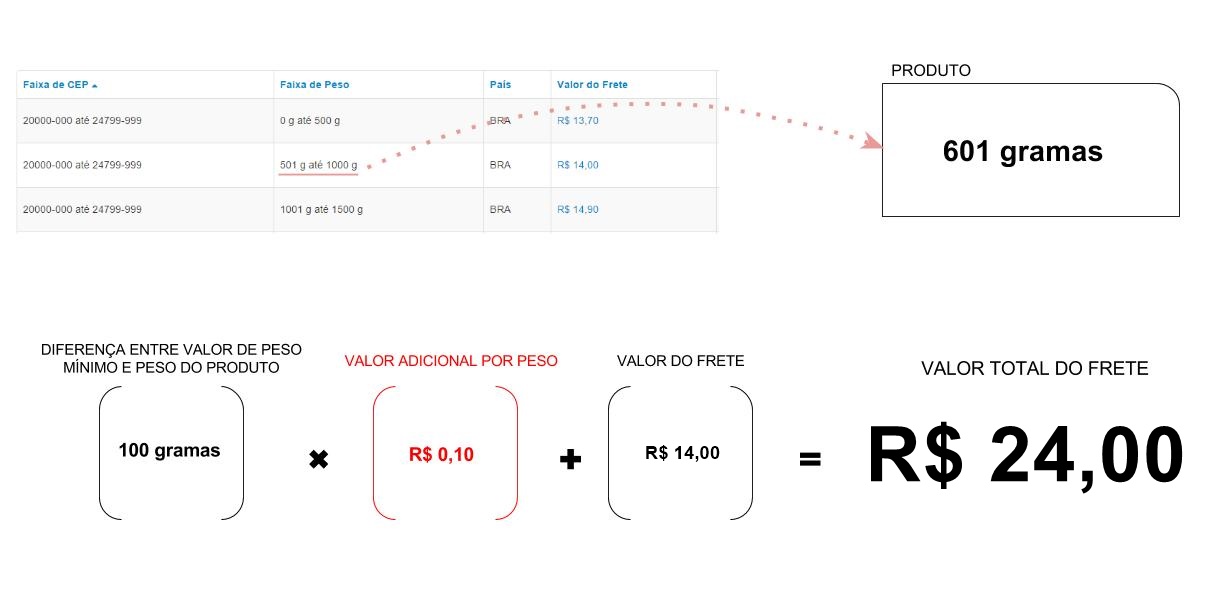 PRODUTO
Faixa de CEP Faixa de Peso País Valor do Frete
20000-000 até 24799-999 0 g até 500 g BRA R$ 13,70
601 gramas
20000-000 até 24799-999 501 g até 1000 g BRA R$ 14,00
20000-000 até 24799-999 1001 g até 1500 g BRA R$ 14,90
DIFERENÇA ENTRE VALOR DE PESO
MÍNIMO E PESO DO PRODUTO
VALOR ADICIONAL POR PESO
VALOR DO FRETE
VALOR TOTAL DO FRETE
100 gramas × R$ 0,10 + R$ 14,00 = R$ 24,00